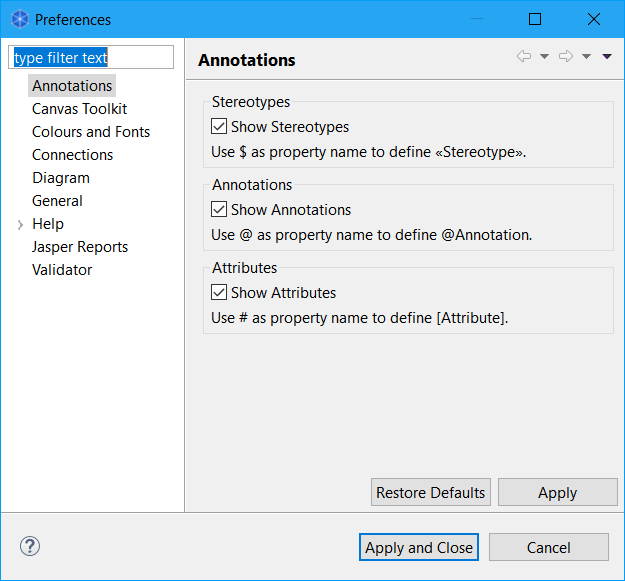 Preferences
type filter text
Annotations
Canvas Toolkit
Colours and Fonts
Connections
Diagram
General
Help
Jasper Reports
Validator
Annotations
Stereotypes
Show Stereotypes
Use $ as property name to define «Stereotype».
Annotations
Show Annotations
Use @ as property name to define @Annotation.
Attributes
Show Attributes
Use # as property name to define [Attribute].
Restore Defaults
Apply
?
Apply and Close
Cancel